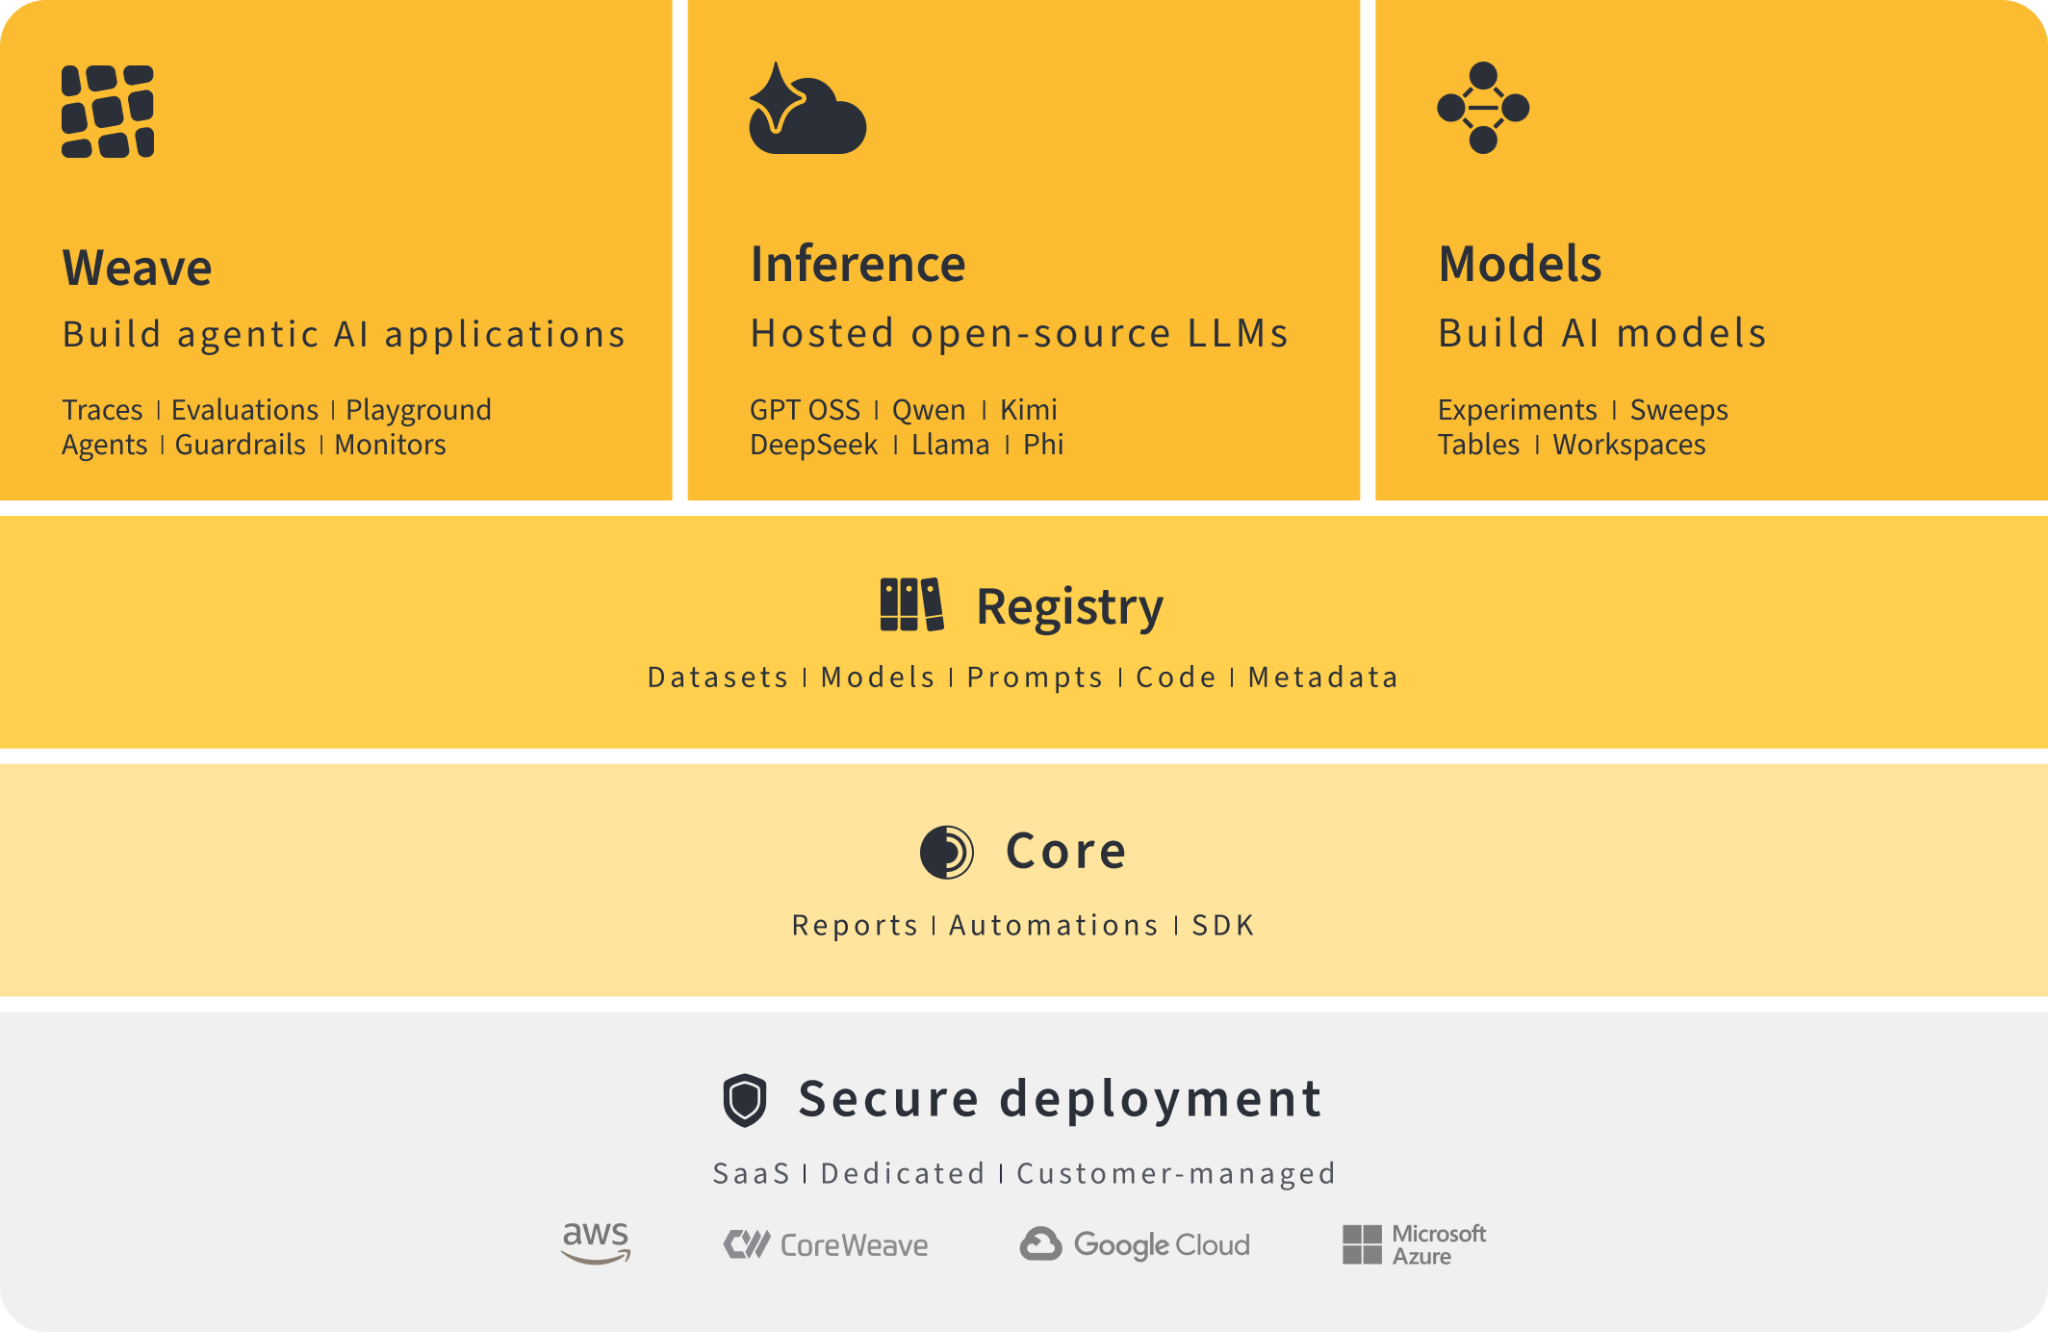 Weave
Build agentic AI applications
Traces | Evaluations | Playground
Agents | Guardrails | Monitors
Inference
Hosted open-source LLMs
GPT OSS | Qwen | Kimi
DeepSeek | Llama | Phi
Models
Build AI models
Experiments | Sweeps
Tables | Workspaces
Registry
Datasets | Models | Prompts | Code | Metadata
Core
Reports | Automations | SDK
Secure deployment
SaaS | Dedicated | Customer-managed
aws
CoreWeave
Google Cloud
Microsoft
Azure